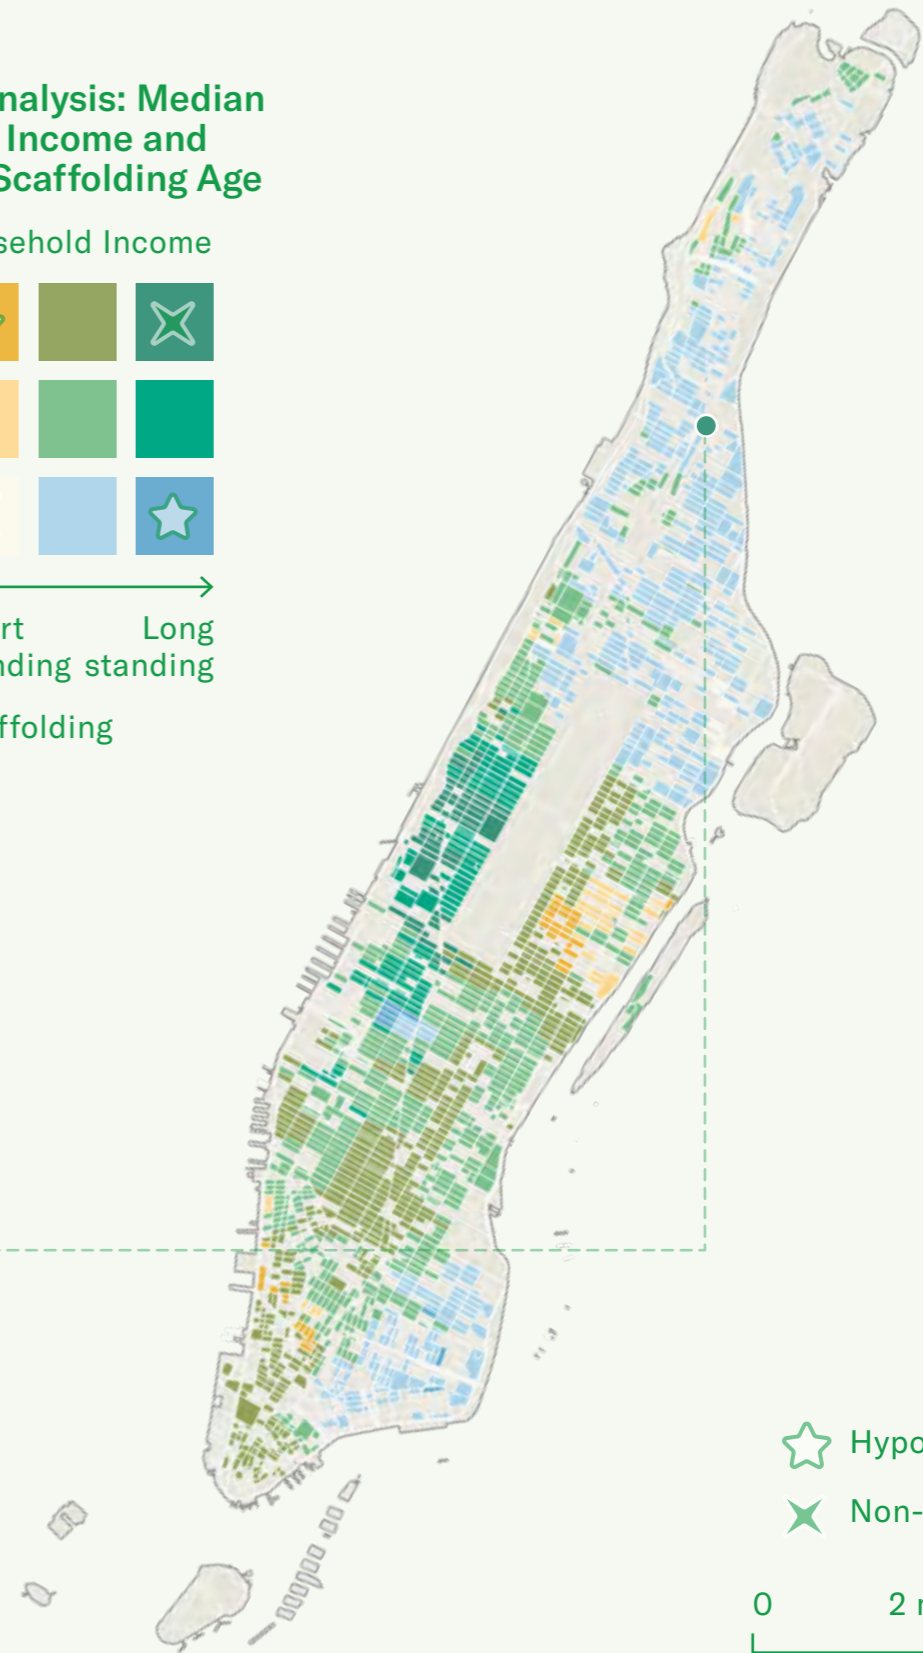 nalysis: Median
Income and
Scaffolding Age
sehold Income
rt Long
nding standing
ffolding
Hypo
Non-
0 2